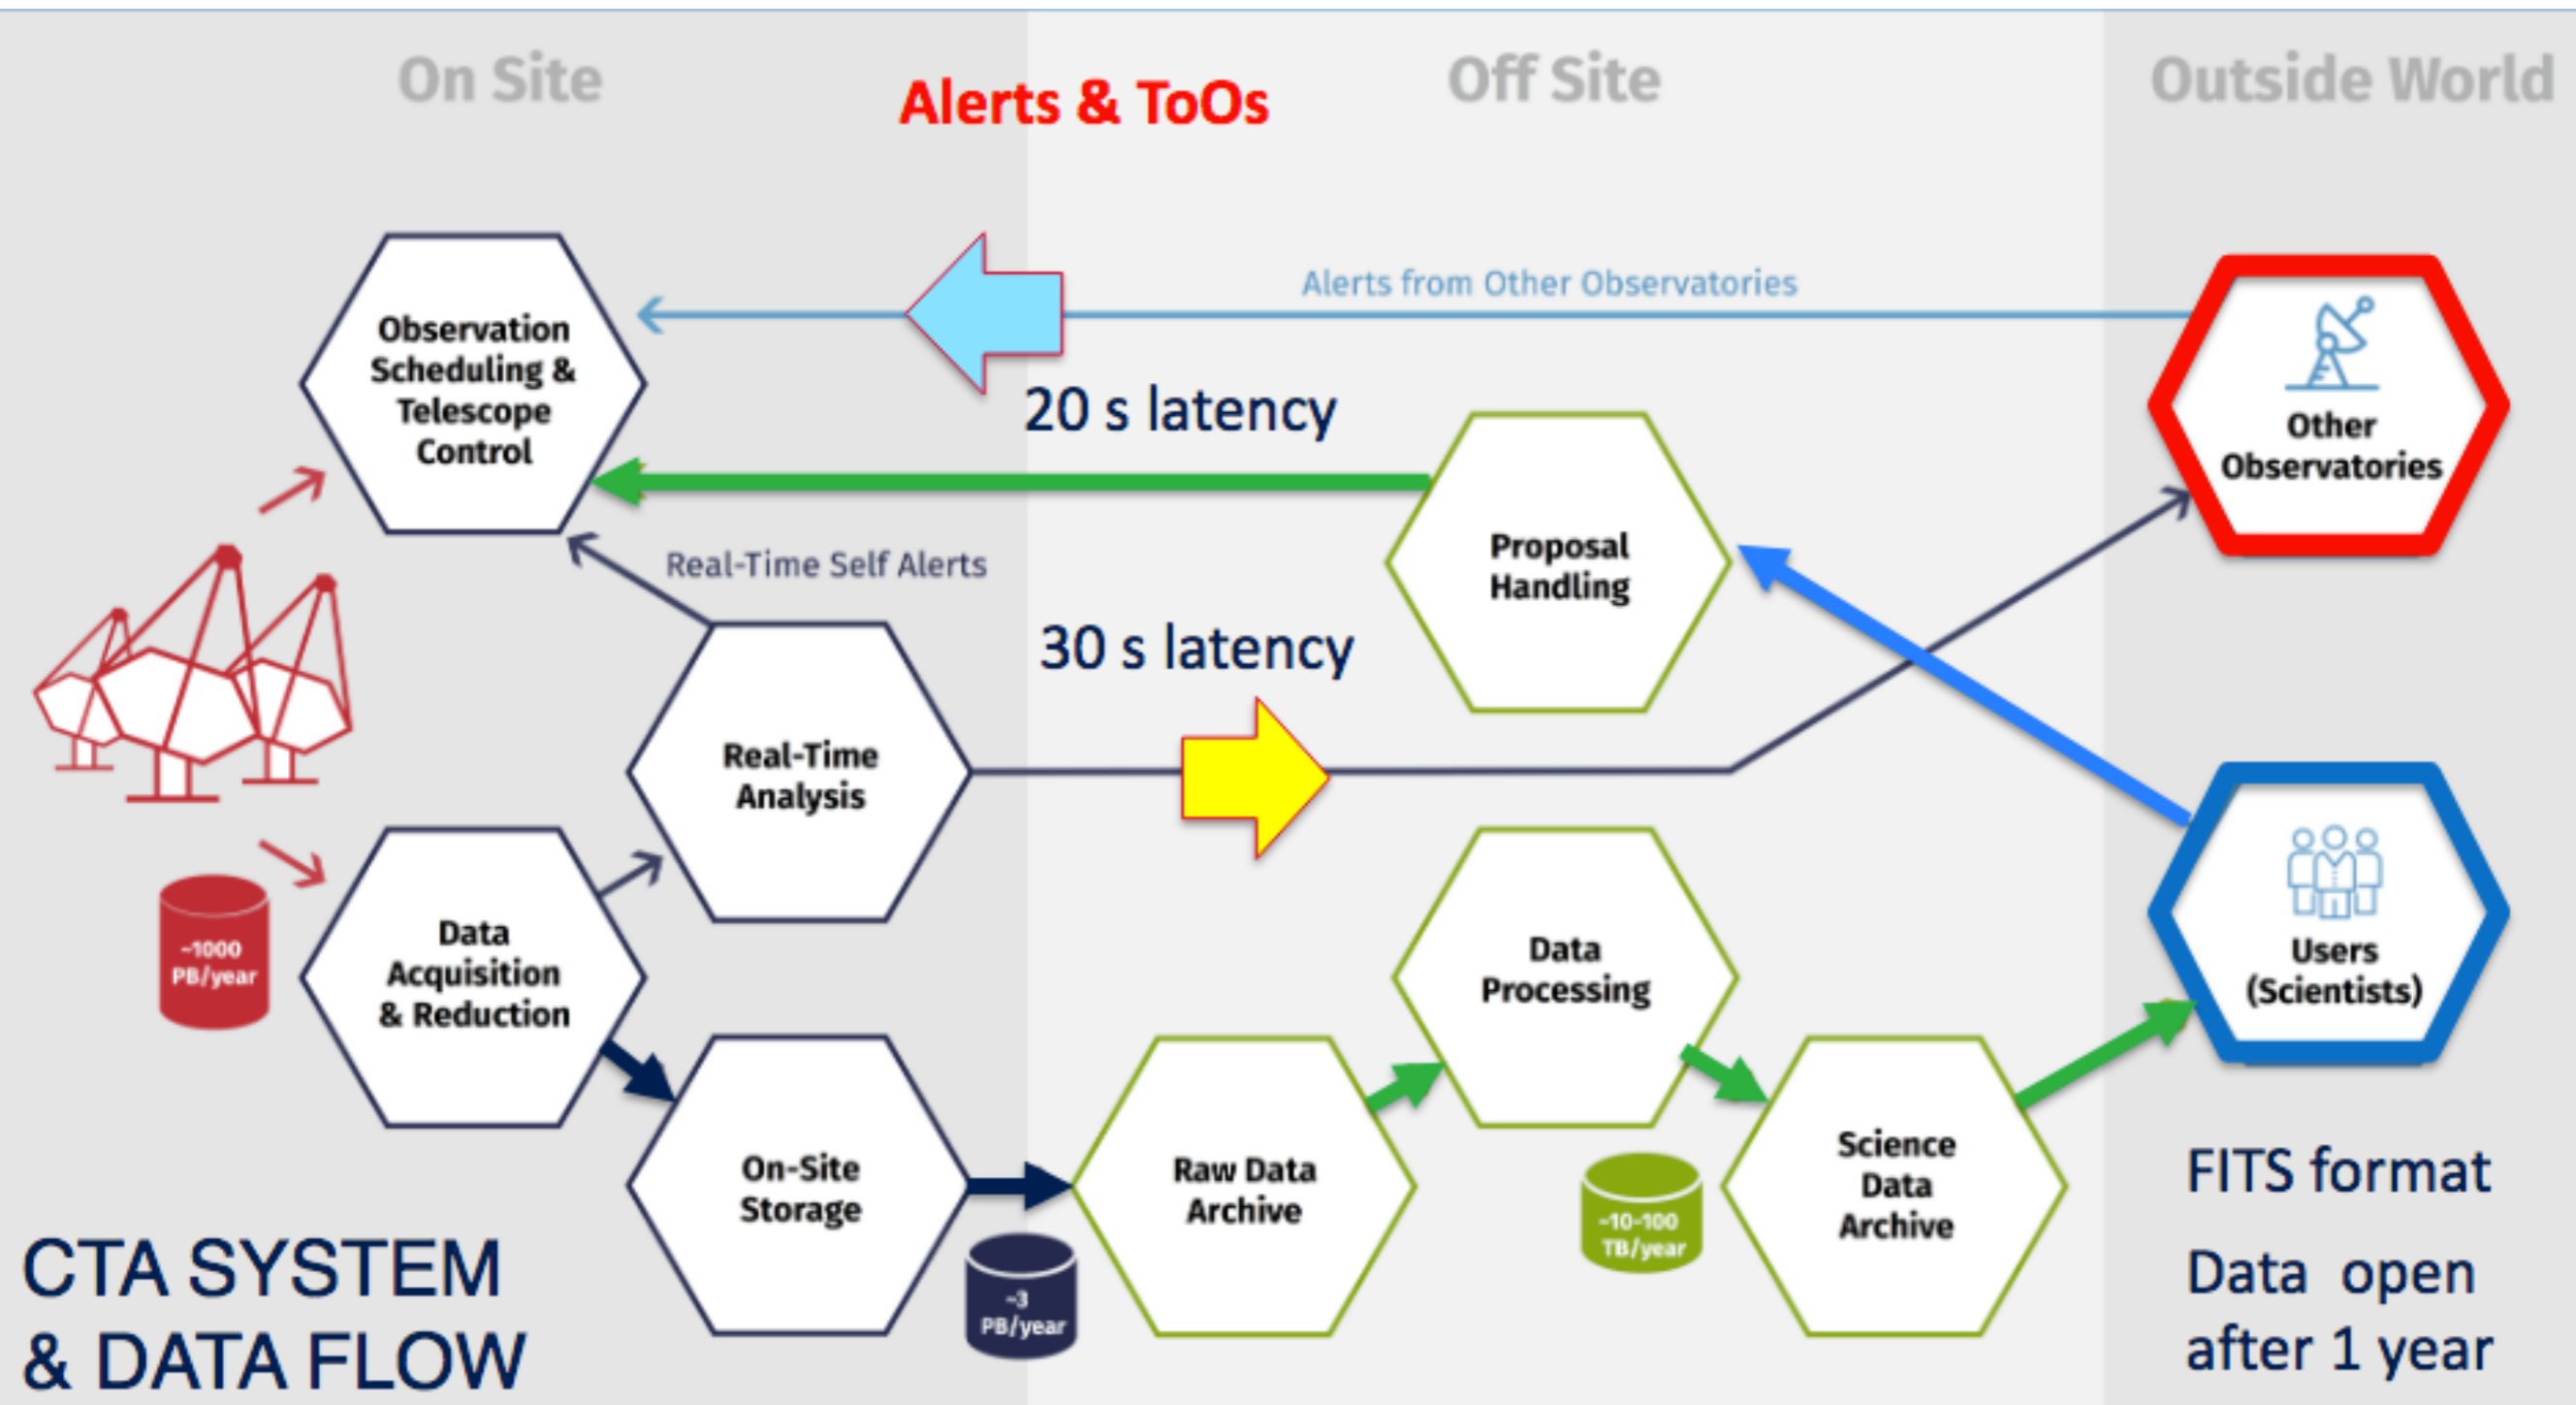 On Site
Off Site
Outside World
Alerts & ToOs
Alerts from Other Observatories
Observation
Scheduling &
Telescope
Control
20 s latency
Other
Observatories
Proposal
Handling
Real-Time Self Alerts
30 s latency
Real-Time
Analysis
~1000
PB/year
Data
Acquisition
& Reduction
Data
Processing
Users
(Scientists)
On-Site
Storage
~3
PB/year
Raw Data
Archive
~10-100
TB/year
Science
Data
Archive
FITS format
Data open
after 1 year
CTA SYSTEM
& DATA FLOW